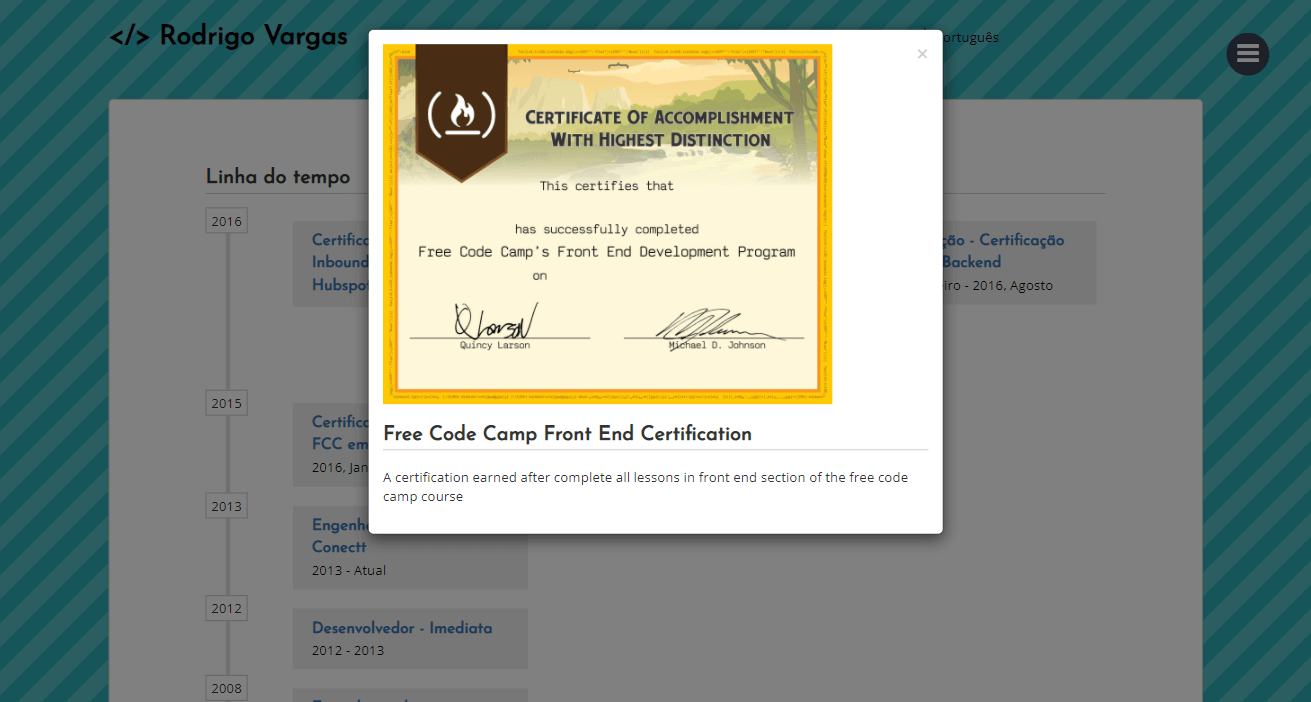 </> Rodrigo Vargas
ortuguês
×
CERTIFICATE OF ACCOMPLISHMENT
WITH HIGHEST DISTINCTION
This certifies that
has successfully completed
Free Code Camp's Front End Development Program
on
Quincy Larson
Michael D. Johnson
Free Code Camp Front End Certification
A certification earned after complete all lessons in front end section of the free code
camp course
Linha do tempo
2016
Certifica
Inbound
Hubspot
ção - Certificação
Backend
iro - 2016, Agosto
2015
Certifica
FCC em
2016, Jan
2013
Engenh
Conectt
2013 - Atual
2012
Desenvolvedor - Imediata
2012 - 2013
2008